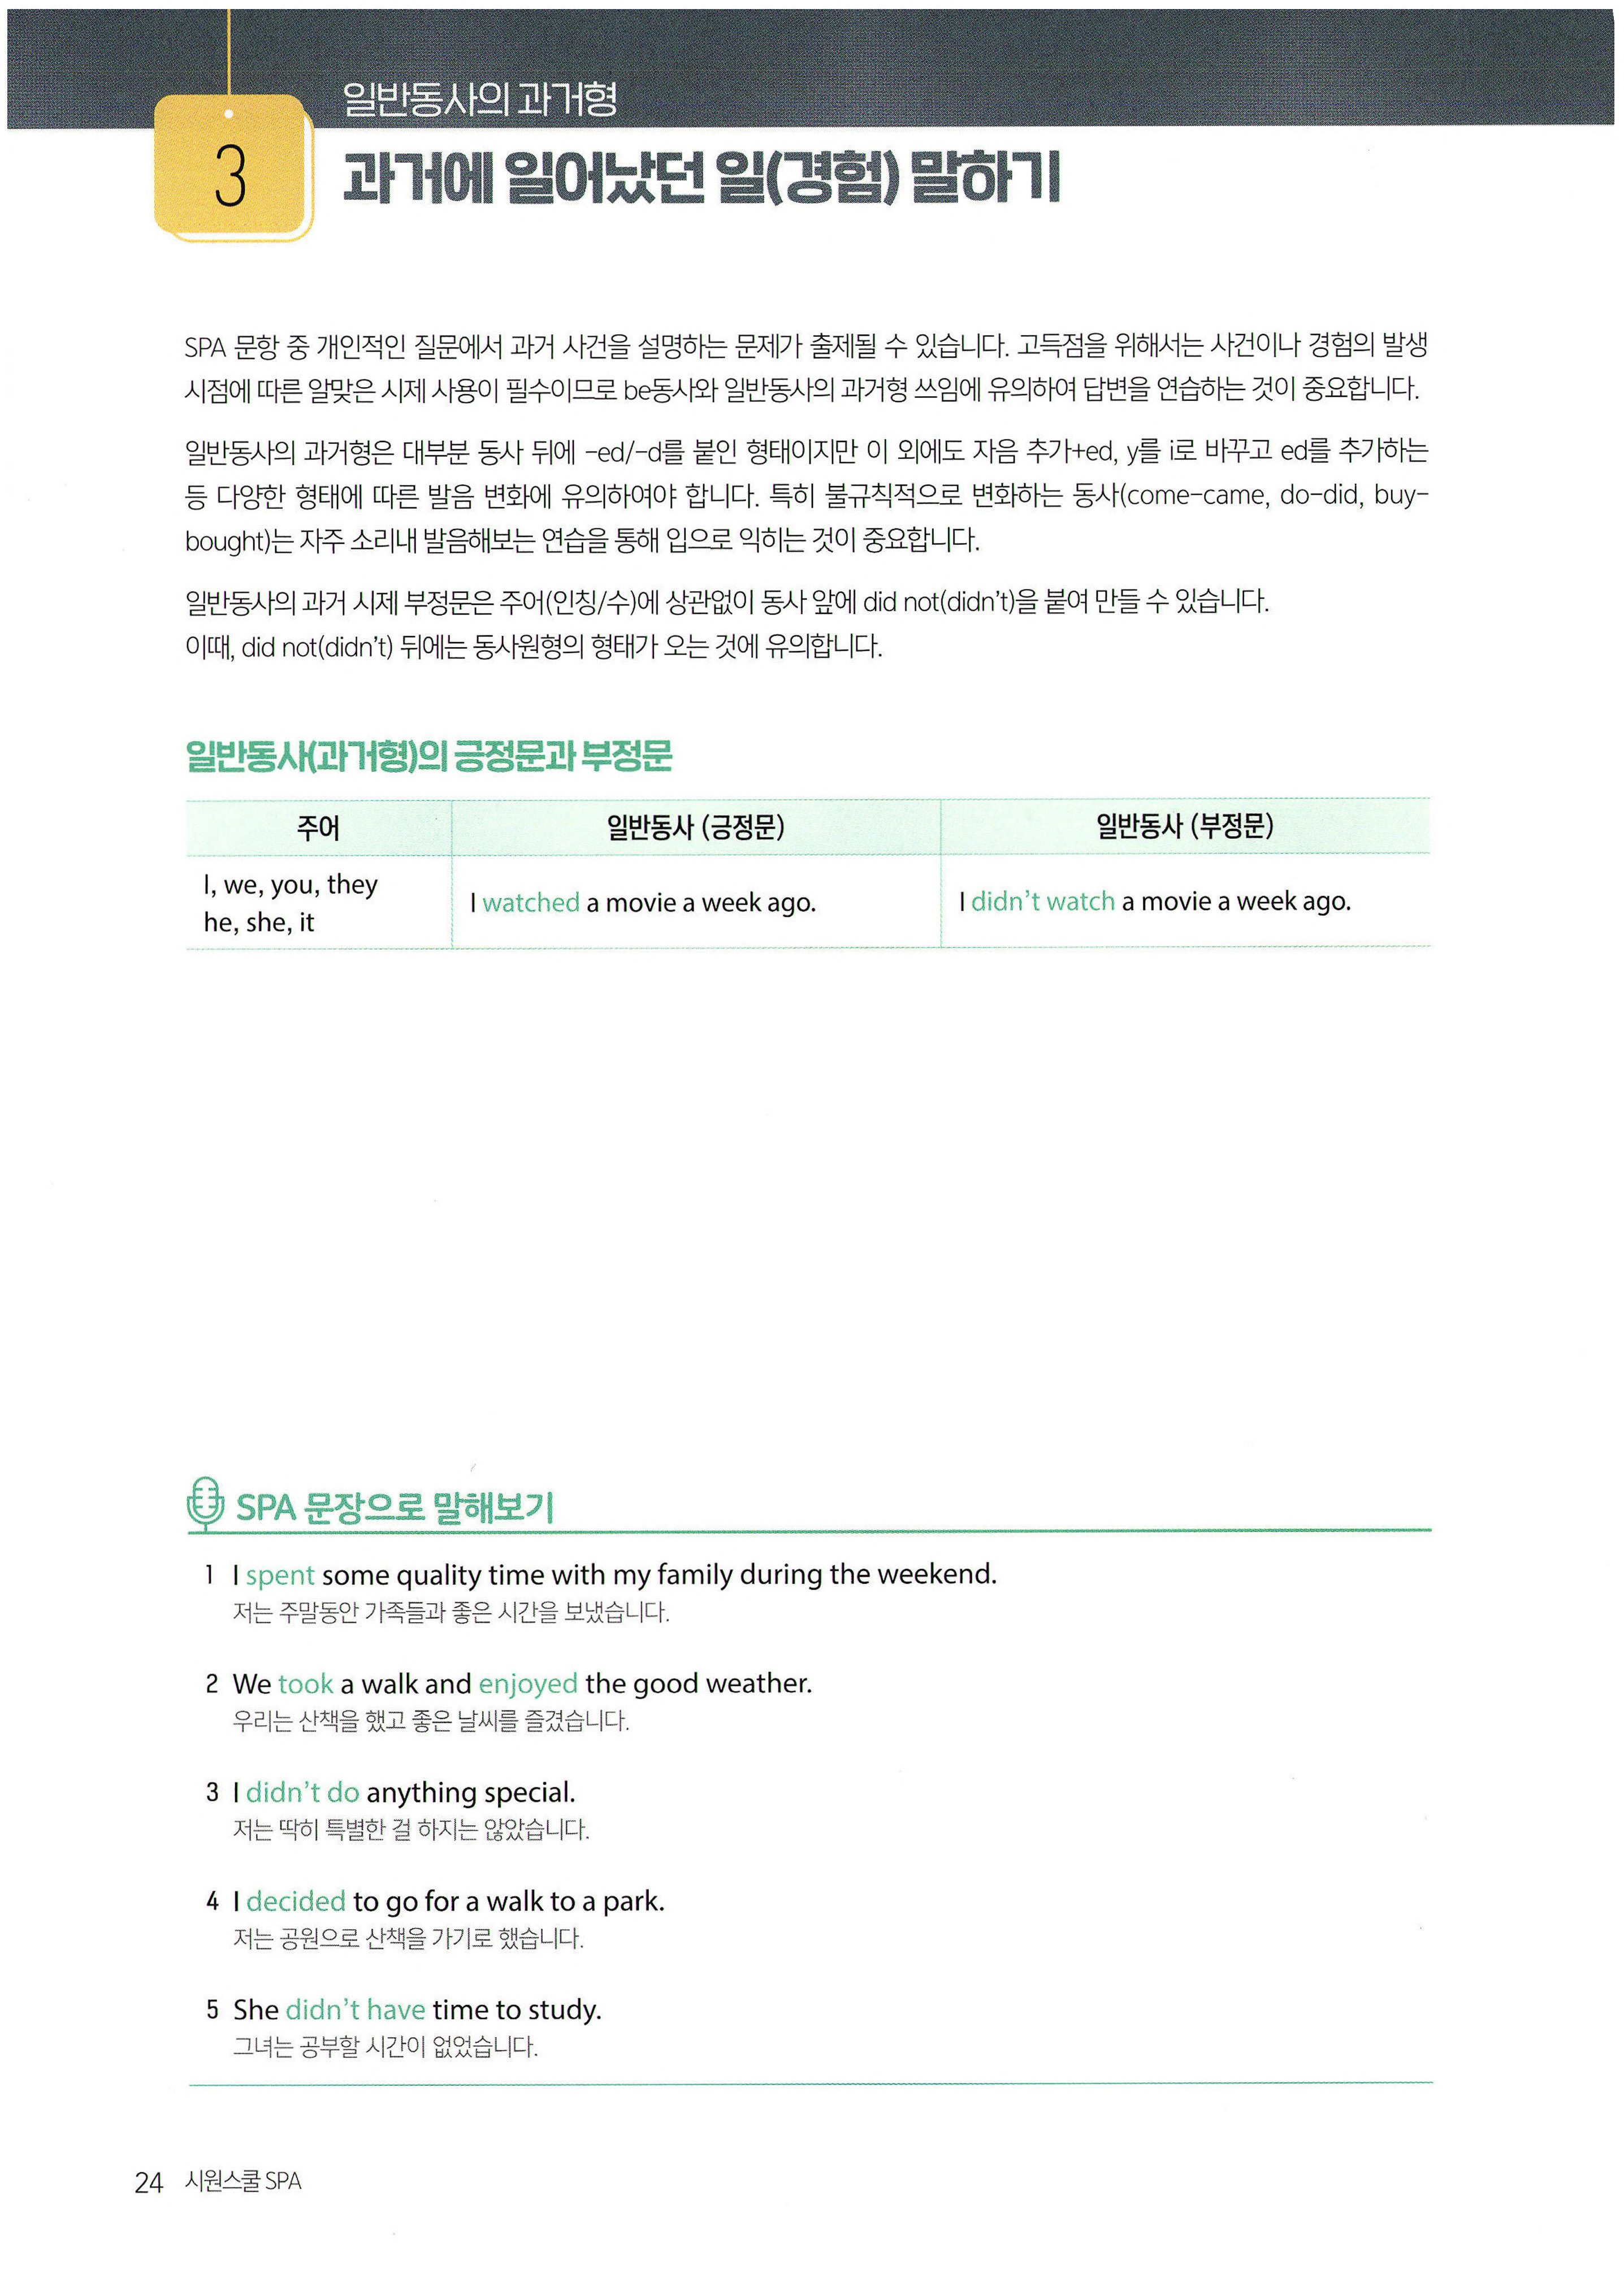 일반동사의 과거형
3
과거에 일어났던 일(경험) 말하기
SPA 문항 중 개인적인 질문에서 과거 사건을 설명하는 문제가 출제될 수 있습니다. 고득점을 위해서는 사건이나 경험의 발생
시점에 따른 알맞은 시제 사용이 필수이므로 be동사와 일반동사의 과거형 쓰임에 유의하여 답변을 연습하는 것이 중요합니다.
일반동사의 과거형은 대부분 동사 뒤에 -ed/-d를 붙인 형태이지만 이 외에도 자음 추가+ed, y를 i로 바꾸고 ed를 추가하는
등 다양한 형태에 따른 발음 변화에 유의하여야 합니다. 특히 불규칙적으로 변화하는 동사(come-came, do-did, buy-
bought)는 자주 소리내 발음해보는 연습을 통해 입으로 익히는 것이 중요합니다.
일반동사의 과거 시제 부정문은 주어(인칭/수)에 상관없이 동사 앞에 did not(didn't)을 붙여 만들 수 있습니다.
이때, did not(didn't) 뒤에는 동사원형의 형태가 오는 것에 유의합니다.
일반동사(과거형)의 긍정문과 부정문
주어 일반동사 (긍정문) 일반동사 (부정문)
I, we, you, they
he, she, it
I watched a movie a week ago.
I didn't watch a movie a week ago.
SPA 문장으로 말해보기
1 I spent some quality time with my family during the weekend.
저는 주말동안 가족들과 좋은 시간을 보냈습니다.
2 We took a walk and enjoyed the good weather.
우리는 산책을 했고 좋은 날씨를 즐겼습니다.
3 I didn't do anything special.
저는 딱히 특별한 걸 하지는 않았습니다.
4 I decided to go for a walk to a park.
저는 공원으로 산책을 가기로 했습니다.
5 She didn't have time to study.
그녀는 공부할 시간이 없었습니다.
24 시원스쿨 SPA